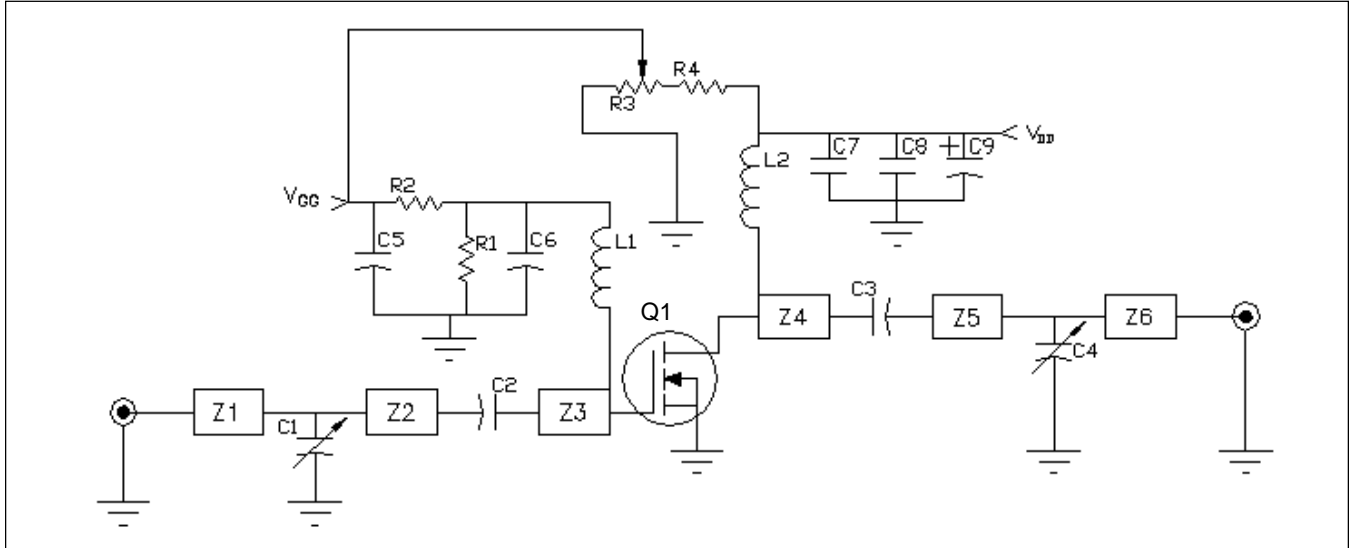 R4
R3
V_DD
C7 C8 + C9
L2
V_GG R2
C5 R1 C6 L1
Q1
Z4 C3 Z5 Z6
C4
Z1 C1 Z2 C2 Z3